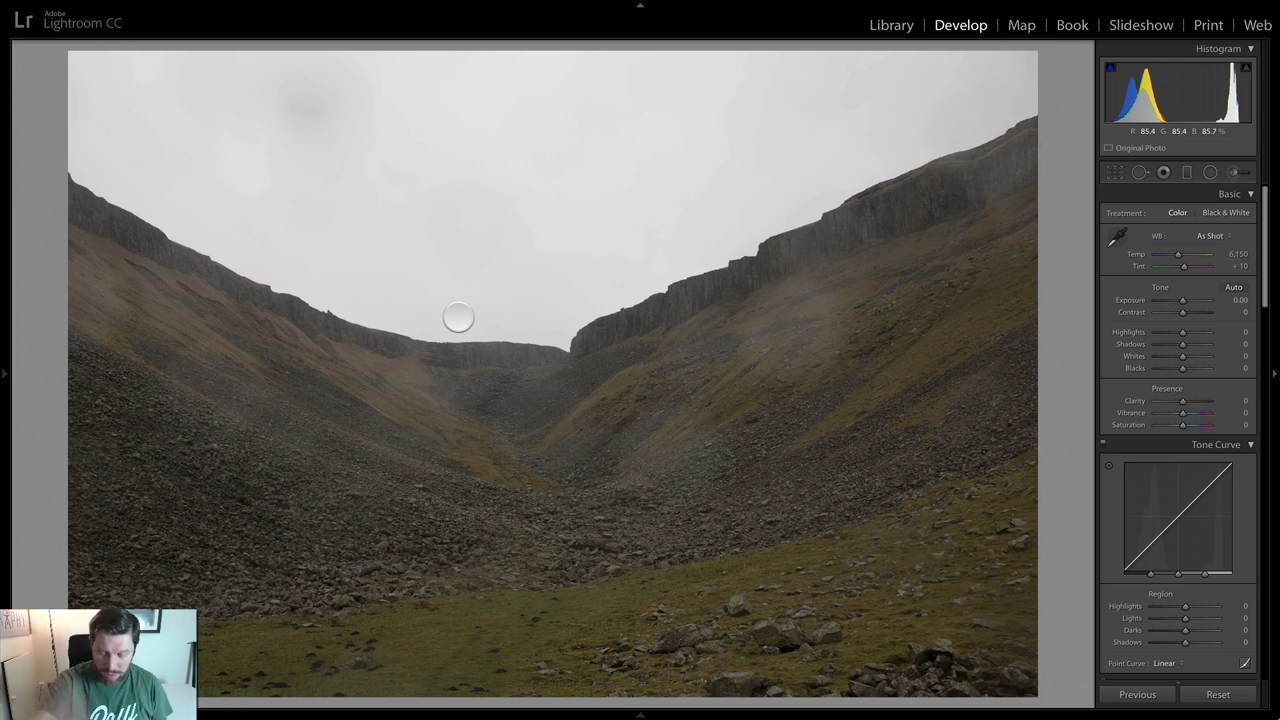 Lr Adobe Lightroom CC
Library | Develop | Map | Book | Slideshow | Print | Web
Histogram
R 85.4 G 85.4 B 85.7 %
Original Photo
Basic
Treatment : Color Black & White
WB : As Shot
Temp 6,150
Tint + 10
Tone Auto
Exposure 0.00
Contrast 0
Highlights 0
Shadows 0
Whites 0
Blacks 0
Presence
Clarity 0
Vibrance 0
Saturation 0
Tone Curve
Region
Highlights 0
Lights 0
Darks 0
Shadows 0
Point Curve : Linear
Previous Reset